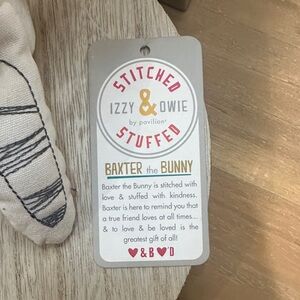 STITCHED
IZZY & OWIE
by pavilion®
STUFFED
BAXTER the BUNNY
Baxter the Bunny is stitched with
love & stuffed with kindness.
Baxter is here to remind you that
a true friend loves at all times...
& to love & be loved is the
greatest gift of all!
♥&B♥'D